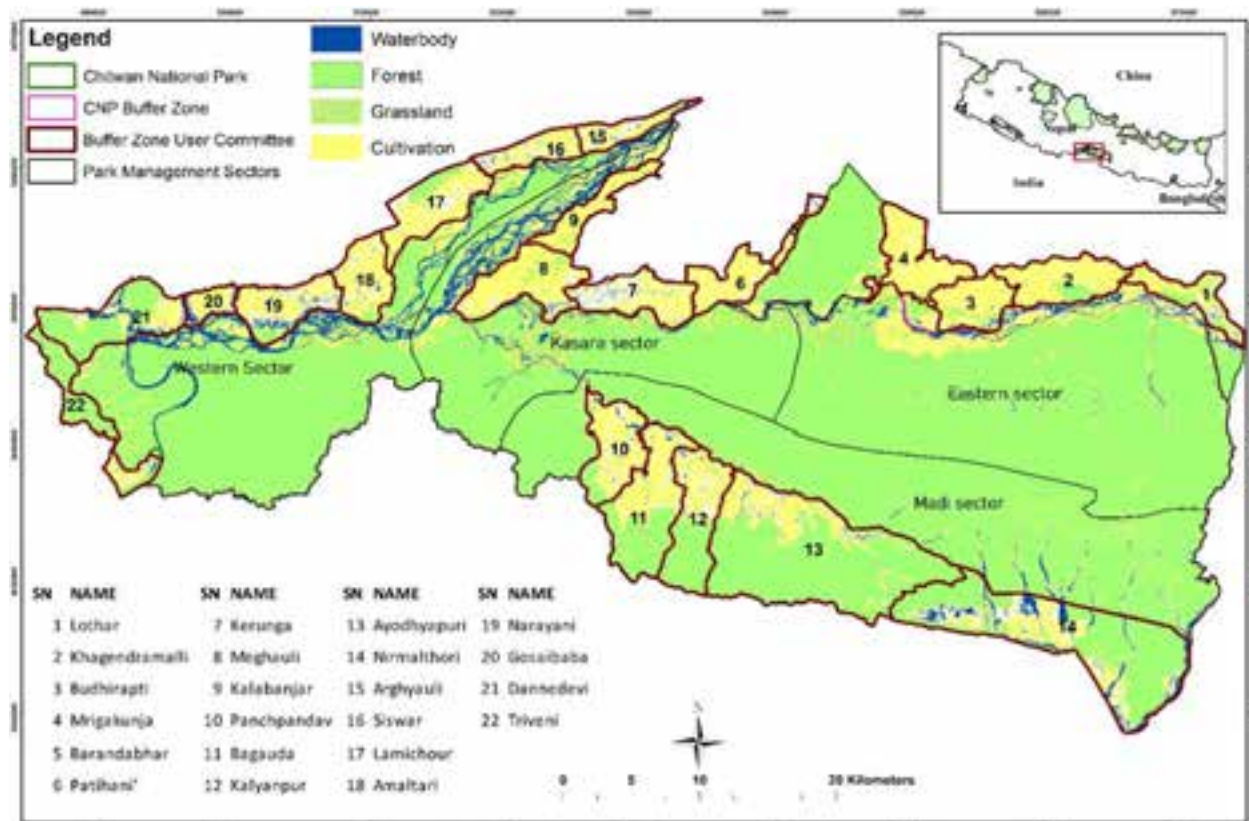 Legend
Chitwan National Park
CNP Buffer Zone
Buffer Zone User Committee
Park Management Sectors
Waterbody
Forest
Grassland
Cultivation
China
Nepal
India
Bangladesh
15
16
17
9
18
8
4
2
1
6
7
3
20
19
21
Kasara sector
Western Sector
Eastern sector
22
10
Madi sector
11
12
13
14
SN NAME SN NAME SN NAME SN NAME
1 Lothar 7 Kerunga 13 Ayodhyapuri 19 Narayani
2 Khagendramalli 8 Meghauli 14 Nirmalthori 20 Gosaibaba
3 Budhirapti 9 Kalabanjar 15 Arghyauli 21 Dannedevi
4 Mrigakunja 10 Panchpandav 16 Siswar 22 Triveni
5 Barandabhar 11 Bagauda 17 Lamichour
6 Patihani' 12 Kalyanpur 18 Amaltari
N
0 5 10 20 Kilometers